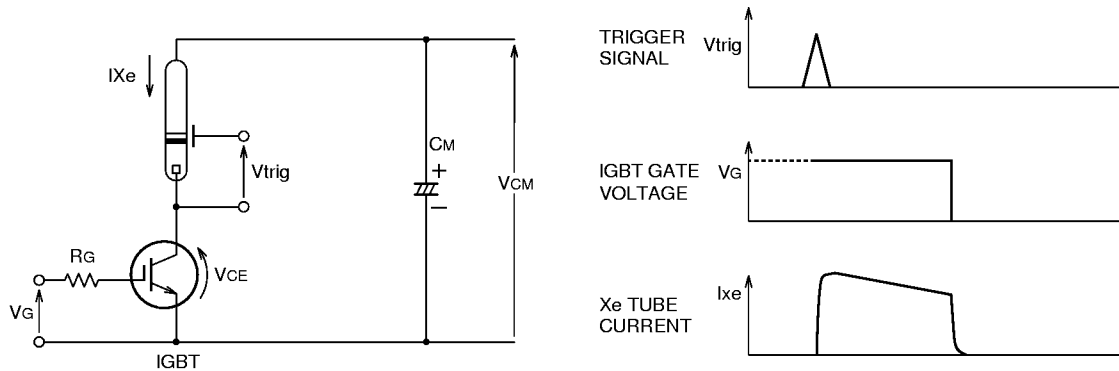 IXe
Vtrig
CM
+
–
VCM
RG
VG
VCE
IGBT
TRIGGER
SIGNAL
Vtrig
IGBT GATE
VOLTAGE
VG
Xe TUBE
CURRENT
Ixe